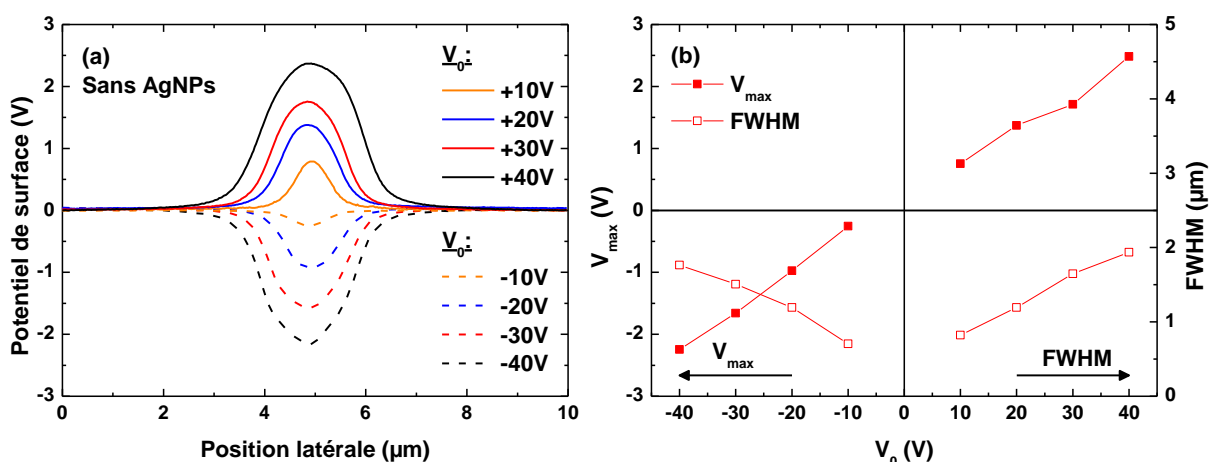 (a)
Sans AgNPs
V0:
+10V
+20V
+30V
+40V
V0:
-10V
-20V
-30V
-40V
Potentiel de surface (V)
3
2
1
0
-1
-2
-3
0
2
4
6
8
10
Position latérale (µm)
(b)
Vmax
FWHM
Vmax
FWHM
Vmax (V)
3
2
1
0
-1
-2
-3
FWHM (µm)
5
4
3
2
1
0
-40
-30
-20
-10
0
10
20
30
40
V0 (V)